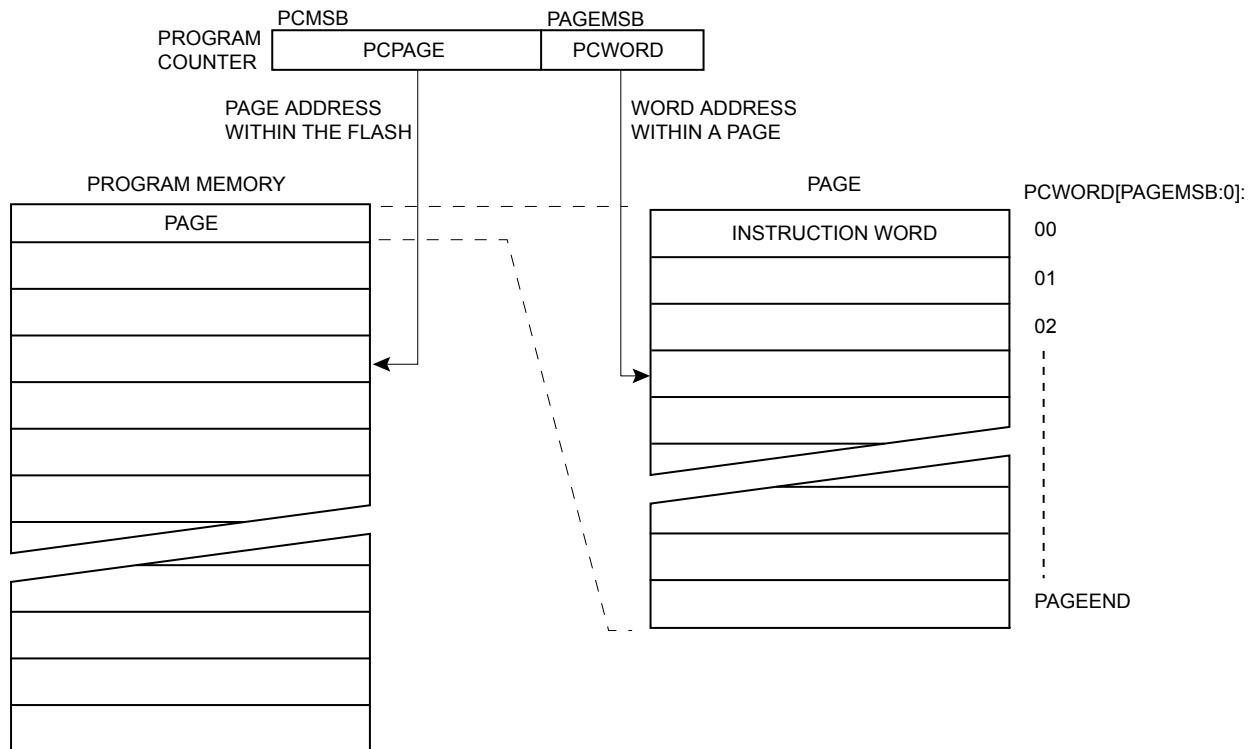 PCMSB
PAGEMSB
PROGRAM
COUNTER
PCPAGE
PCWORD
PAGE ADDRESS
WITHIN THE FLASH
WORD ADDRESS
WITHIN A PAGE
PROGRAM MEMORY
PAGE
PAGE
PCWORD[PAGEMSB:0]:
INSTRUCTION WORD
00
01
02
PAGEEND